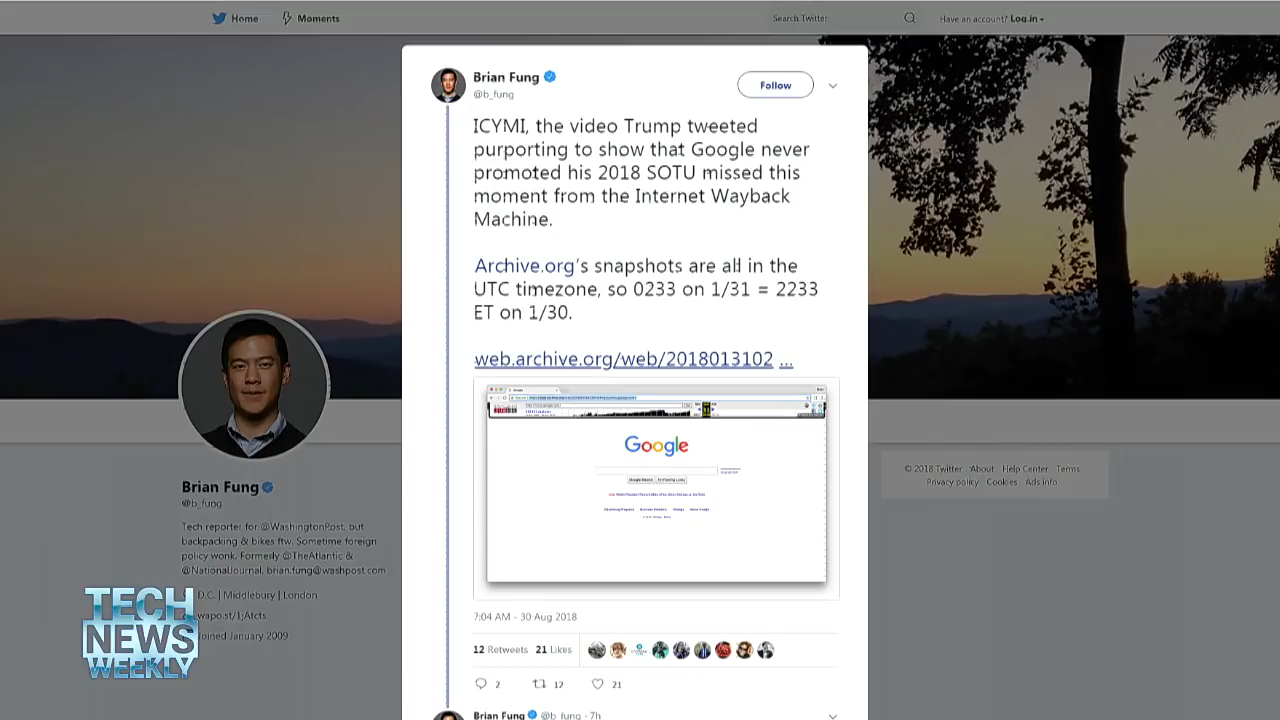 Home
Moments
Search Twitter
Have an account? Log in
Brian Fung
@b_fung
Follow
ICYMI, the video Trump tweeted
purporting to show that Google never
promoted his 2018 SOTU missed this
moment from the Internet Wayback
Machine.
Archive.org's snapshots are all in the
UTC timezone, so 0233 on 1/31 = 2233
ET on 1/30.
web.archive.org/web/2018013102 ...
Google
Google Search
I'm Feeling Lucky
7:04 AM - 30 Aug 2018
12 Retweets 21 Likes
2 12 21
Brian Fung @b_fung · 7h
Brian Fung
@b_fung
Tech reporter for @WashingtonPost, but
backpacking & bikes ftw. Sometime foreign
policy wonk. Formerly @TheAtlantic &
@NationalJournal. brian.fung@washpost.com
D.C. | Middlebury | London
wapo.st/1jAtcts
Joined January 2009
© 2018 Twitter About Help Center Terms
Privacy policy Cookies Ads info
TECH
NEWS
WEEKLY